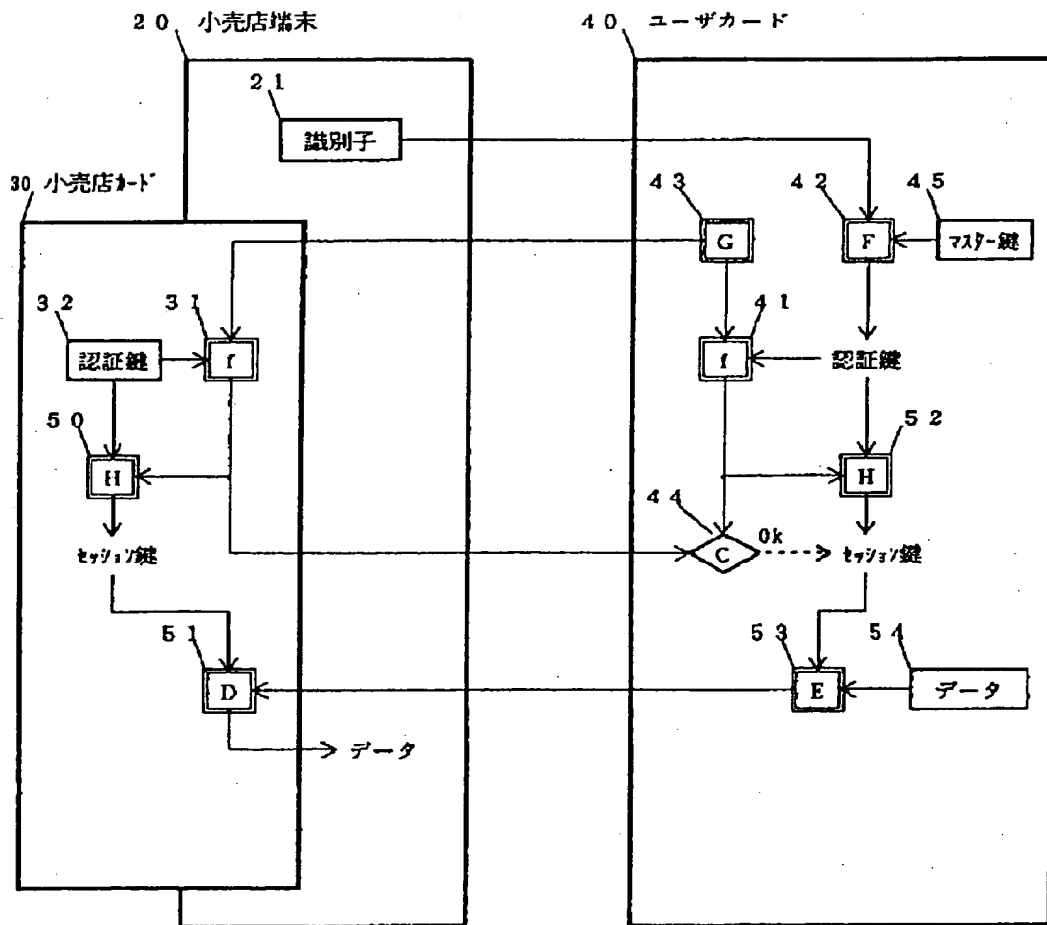 20 小売店端末
40 ユーザカード
21
識別子
30 小売店カード
43
42
45
G
F
マスター鍵
32
31
41
認証鍵
f
f
認証鍵
50
52
H
H
44
セッション鍵
C
Ok
セッション鍵
51
53
54
D
E
データ
データ